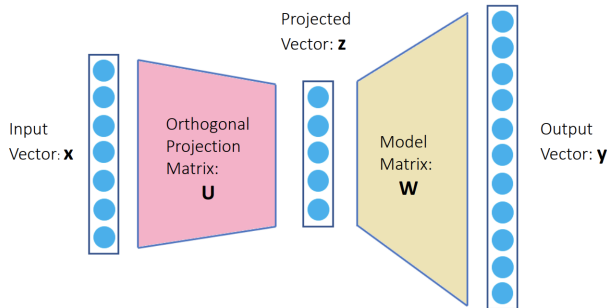 Projected
Vector: z
Input
Vector: x
Orthogonal
Projection
Matrix:
U
Model
Matrix:
W
Output
Vector: y